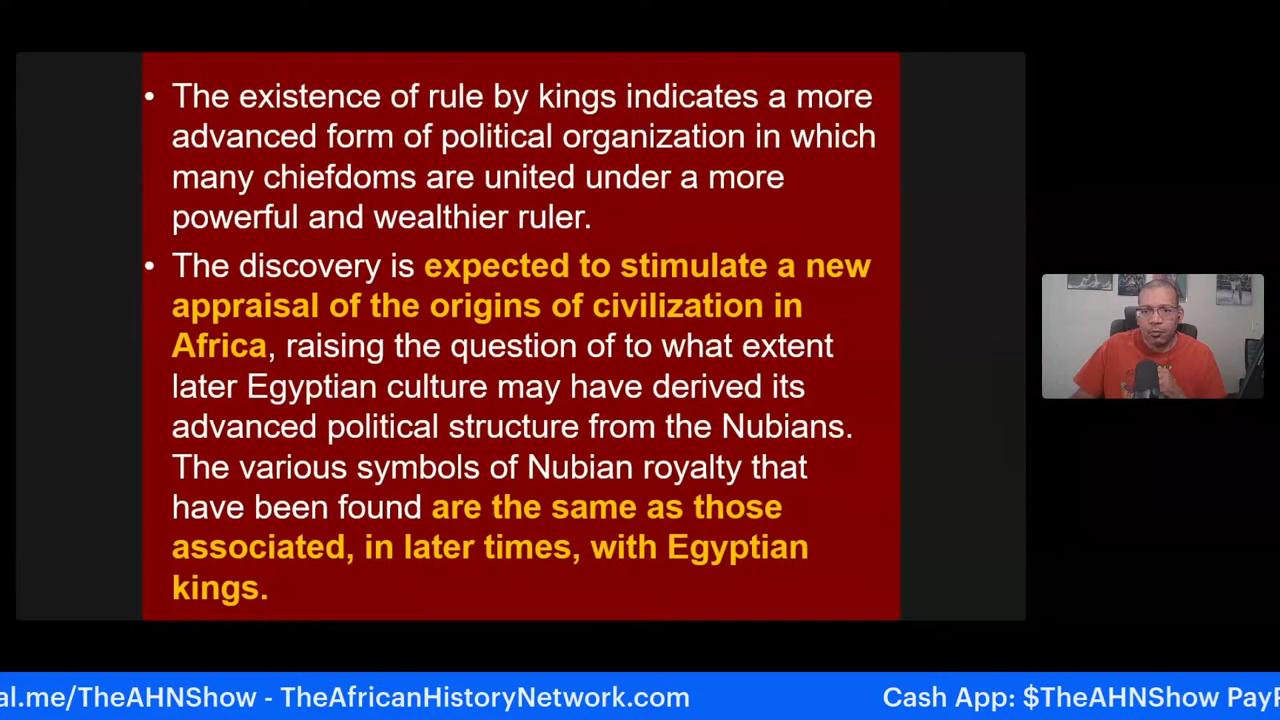 • The existence of rule by kings indicates a more
advanced form of political organization in which
many chiefdoms are united under a more
powerful and wealthier ruler.
• The discovery is expected to stimulate a new
appraisal of the origins of civilization in
Africa, raising the question of to what extent
later Egyptian culture may have derived its
advanced political structure from the Nubians.
The various symbols of Nubian royalty that
have been found are the same as those
associated, in later times, with Egyptian
kings.
al.me/TheAHNShow - TheAfricanHistoryNetwork.com Cash App: $TheAHNShow PayP